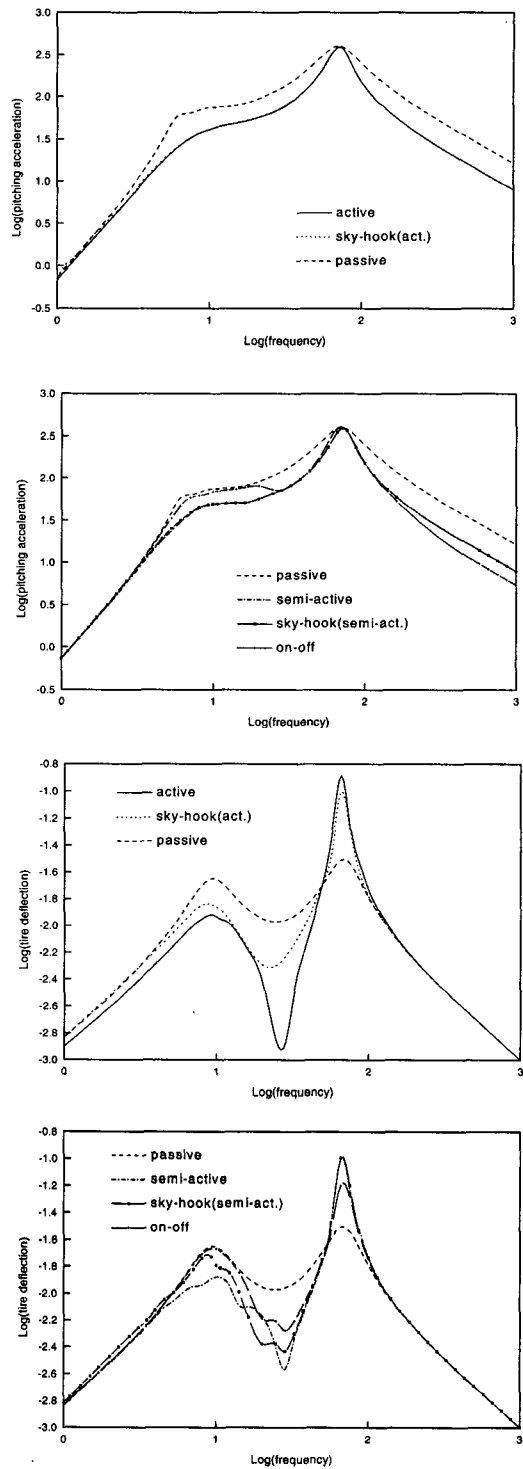 3.0
2.5
2.0
1.5
1.0
0.0
-0.5
Log(pitching acceleration)
active
sky-hook(act.)
passive
0
1
2
3
Log(frequency)
3.0
2.5
2.0
1.5
1.0
0.0
-0.5
Log(pitching acceleration)
passive
semi-active
sky-hook(semi-act.)
on-off
0
1
2
3
Log(frequency)
-0.8
-1.0
-1.2
-1.4
-1.6
-1.8
-2.0
-2.2
-2.4
-2.6
-2.8
-3.0
Log(tire deflection)
active
sky-hook(act.)
passive
0
1
2
3
Log(frequency)
-0.8
-1.0
-1.2
-1.4
-1.6
-1.8
-2.0
-2.2
-2.4
-2.6
-2.8
-3.0
Log(tire deflection)
passive
semi-active
sky-hook(semi-act.)
on-off
0
1
2
3
Log(frequency)